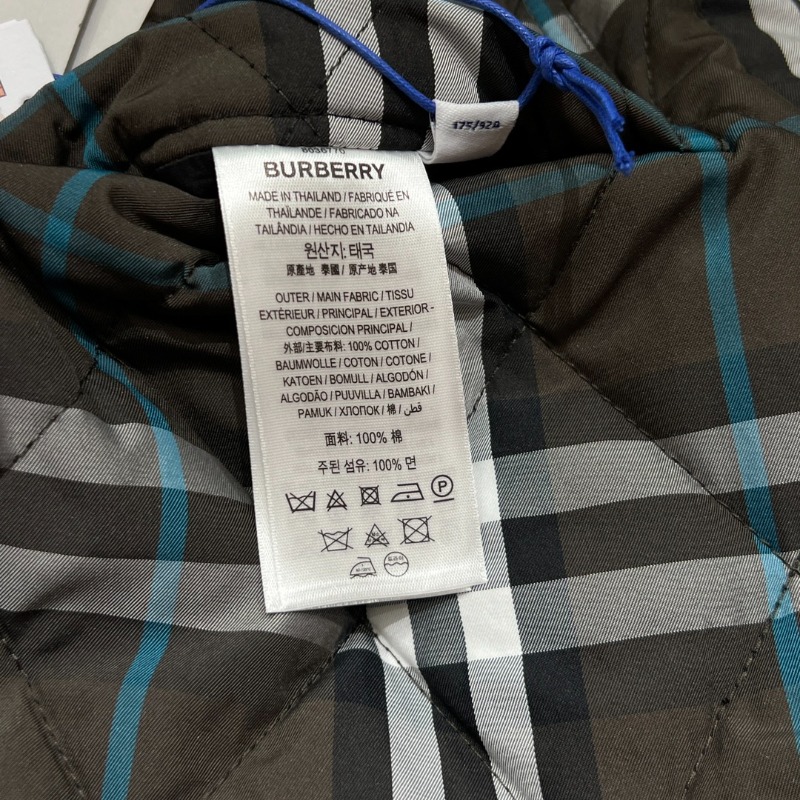 175/92A
BURBERRY
MADE IN THAILAND / FABRIQUÉ EN
THAÏLANDE / FABRICADO NA
TAILÂNDIA / HECHO EN TAILANDIA
원산지: 태국
原產地 泰國 / 原产地 泰国
OUTER / MAIN FABRIC / TISSU
EXTÉRIEUR / PRINCIPAL / EXTERIOR -
COMPOSICION PRINCIPAL /
外部/主要布料: 100% COTTON /
BAUMWOLLE / COTON / COTONE /
KATOEN / BOMULL / ALGODÓN /
ALGODÃO / PUUVILLA / BAMBAKI /
PAMUK / ХЛОПОК / 棉 / قطن
面料: 100% 棉
주된 섬유: 100% 면
P